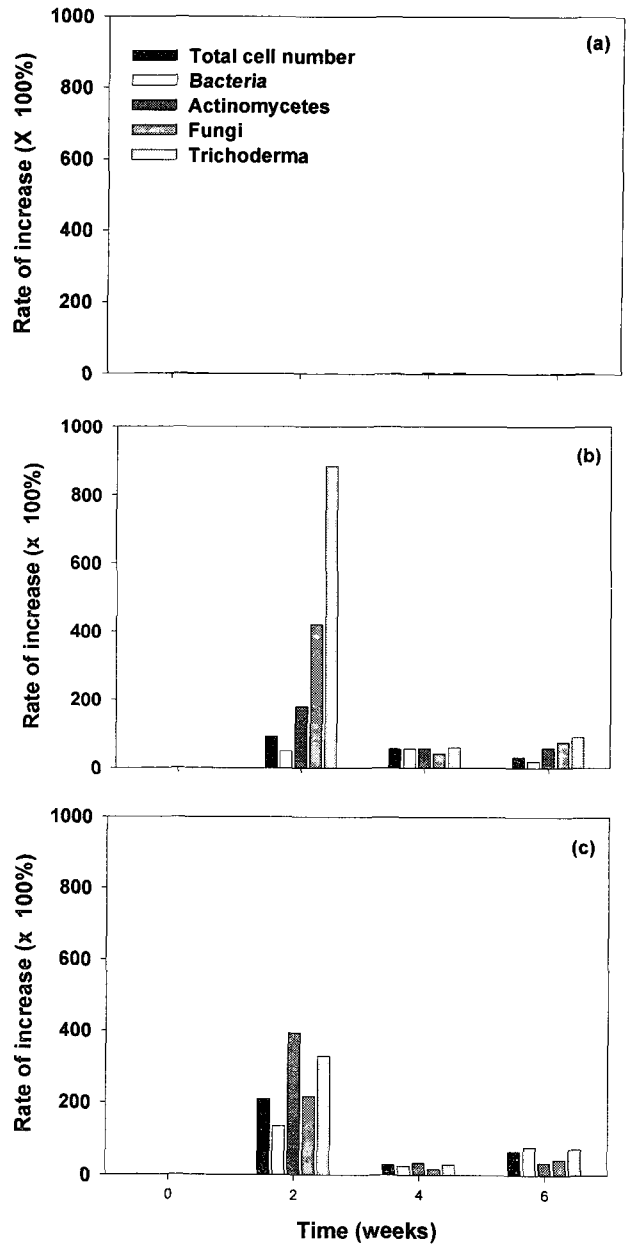 1000
800
600
400
200
0
Rate of increase (X 100%)
(a)
Total cell number
Bacteria
Actinomycetes
Fungi
Trichoderma
1000
800
600
400
200
0
Rate of increase (x 100%)
(b)
1000
800
600
400
200
0
Rate of increase (x 100%)
(c)
0 2 4 6
Time (weeks)